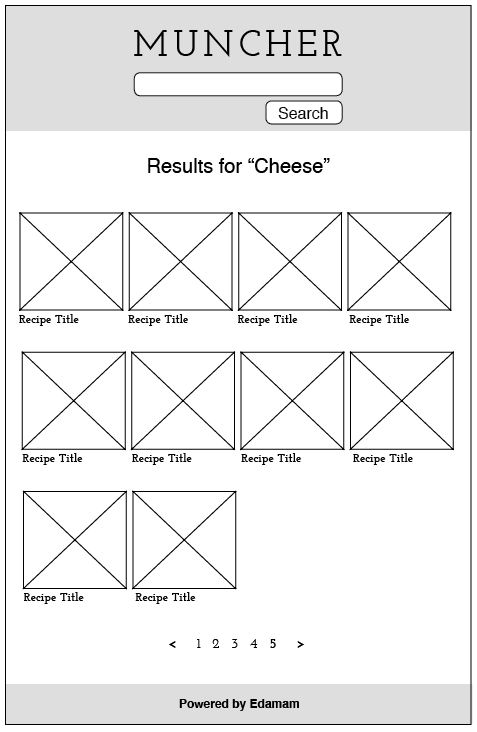 MUNCHER
Search
Results for “Cheese”
Recipe Title Recipe Title Recipe Title Recipe Title
Recipe Title Recipe Title Recipe Title Recipe Title
Recipe Title Recipe Title
< 1 2 3 4 5 >
Powered by Edamam